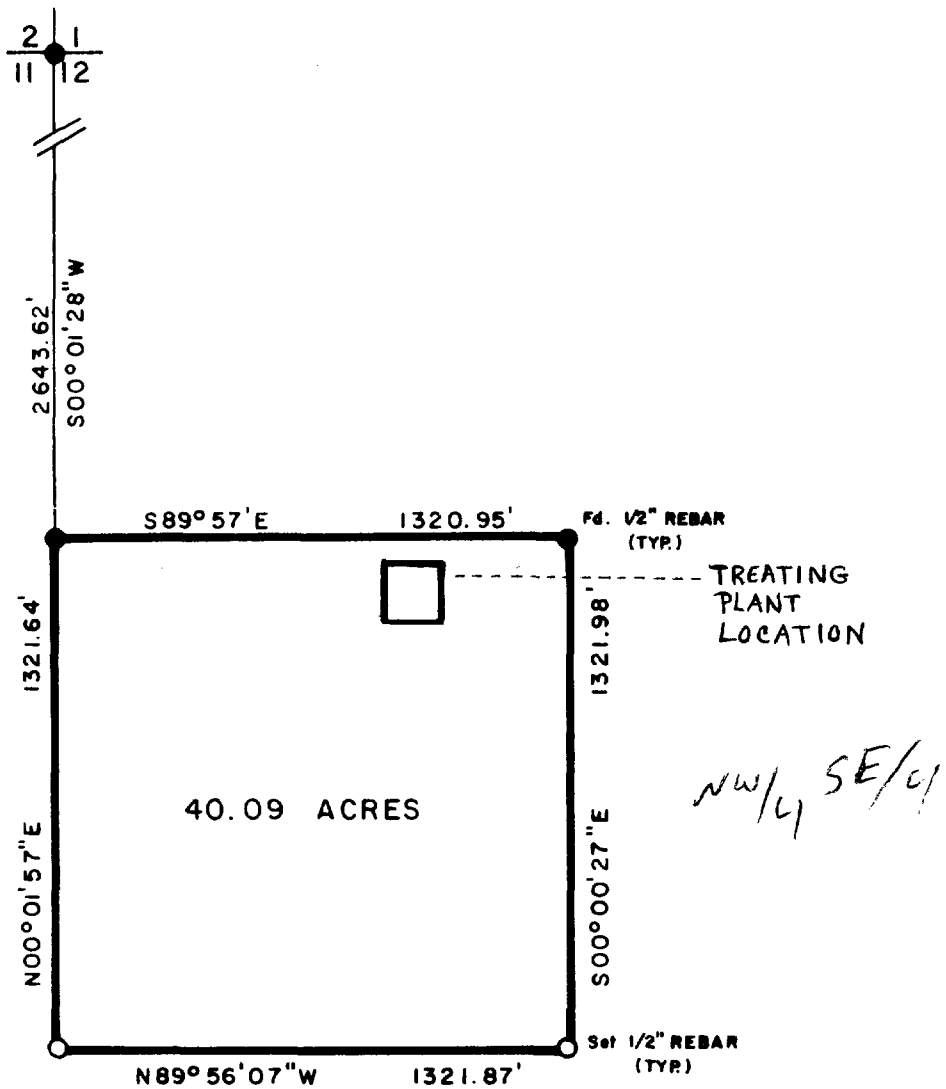 2 1
11 12
2643.62'
S00°01'28"W
S89°57'E 1320.95'
Fd. 1/2" REBAR
(TYP.)
TREATING
PLANT
LOCATION
1321.64'
N00°01'57"E
1321.98'
S00°00'27"E
40.09 ACRES
NW/4 SE/4
Set 1/2" REBAR
(TYP.)
N89°56'07"W 1321.87'